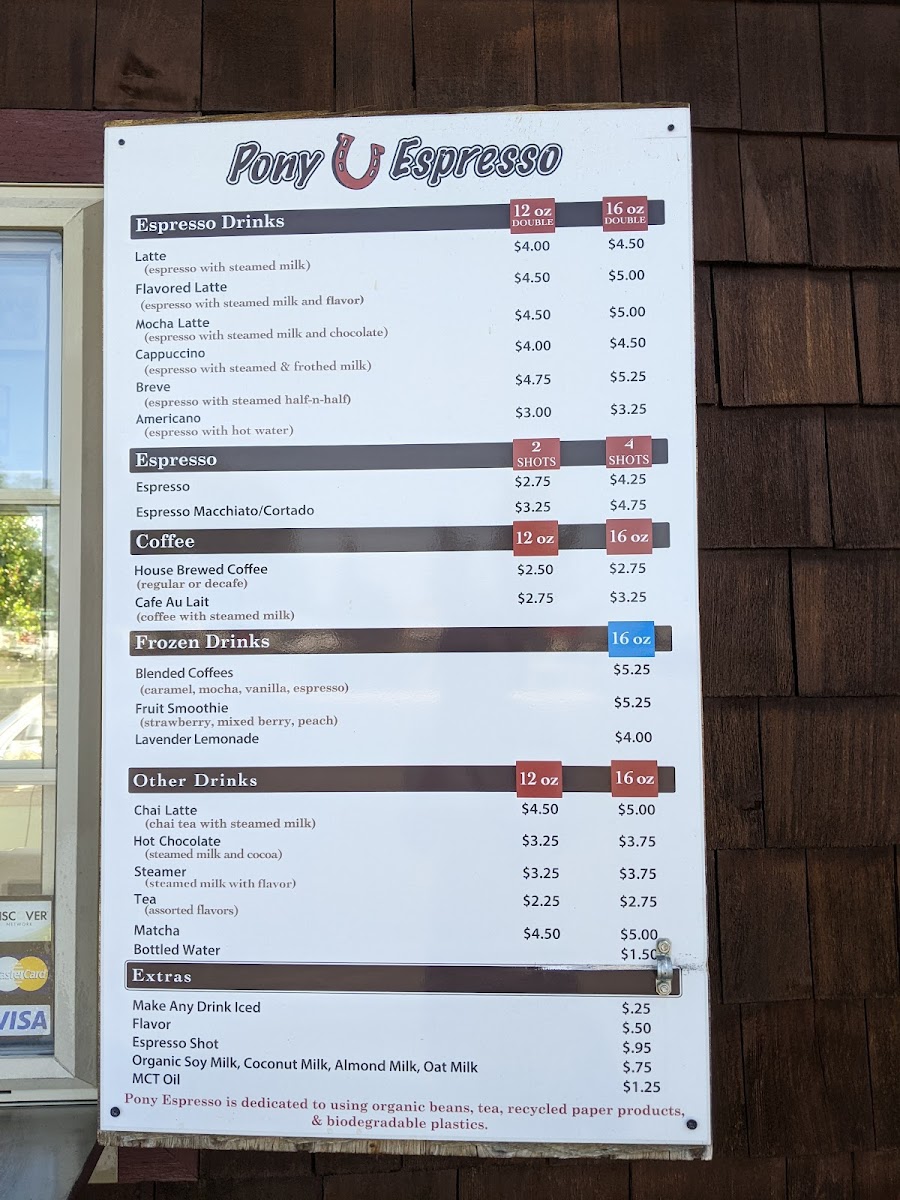 Pony Espresso
Espresso Drinks 12 oz DOUBLE 16 oz DOUBLE
Latte $4.00 $4.50
(espresso with steamed milk)
Flavored Latte $4.50 $5.00
(espresso with steamed milk and flavor)
Mocha Latte $4.50 $5.00
(espresso with steamed milk and chocolate)
Cappuccino $4.00 $4.50
(espresso with steamed & frothed milk)
Breve $4.75 $5.25
(espresso with steamed half-n-half)
Americano $3.00 $3.25
(espresso with hot water)
Espresso 2 SHOTS 4 SHOTS
Espresso $2.75 $4.25
Espresso Macchiato/Cortado $3.25 $4.75
Coffee 12 oz 16 oz
House Brewed Coffee $2.50 $2.75
(regular or decafe)
Cafe Au Lait $2.75 $3.25
(coffee with steamed milk)
Frozen Drinks 16 oz
Blended Coffees $5.25
(caramel, mocha, vanilla, espresso)
Fruit Smoothie $5.25
(strawberry, mixed berry, peach)
Lavender Lemonade $4.00
Other Drinks 12 oz 16 oz
Chai Latte $4.50 $5.00
(chai tea with steamed milk)
Hot Chocolate $3.25 $3.75
(steamed milk and cocoa)
Steamer $3.25 $3.75
(steamed milk with flavor)
Tea $2.25 $2.75
(assorted flavors)
Matcha $4.50 $5.00
Bottled Water $1.50
Extras
Make Any Drink Iced $.25
Flavor $.50
Espresso Shot $.95
Organic Soy Milk, Coconut Milk, Almond Milk, Oat Milk $.75
MCT Oil $1.25
Pony Espresso is dedicated to using organic beans, tea, recycled paper products,
& biodegradable plastics.
ISC VER
NETWORK
asterCard
VISA